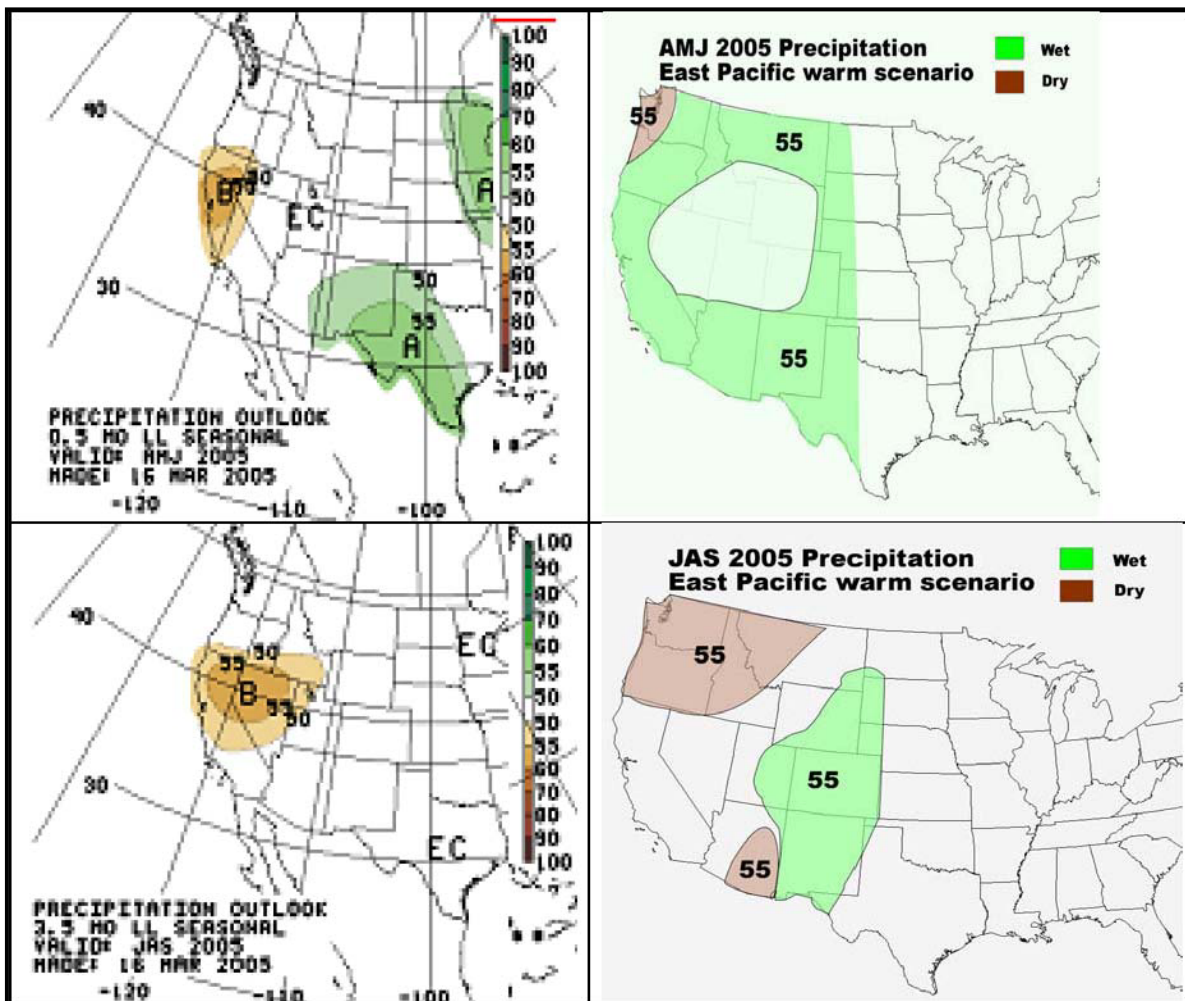 100
90
80
70
60
55
50
55
60
70
80
90
100
40
30
B
50
EC
A
50
55
A
PRECIPITATION OUTLOOK
0.5 MO LL SEASONAL
VALID: AMJ 2005
MADE: 16 MAR 2005
-120
-110
-100
AMJ 2005 Precipitation
East Pacific warm scenario
Wet
Dry
55
55
55
100
90
80
70
60
55
50
50
55
60
70
80
90
100
40
30
55
50
B
55
50
EC
EC
PRECIPITATION OUTLOOK
3.5 MO LL SEASONAL
VALID: JAS 2005
MADE: 16 MAR 2005
-120
-110
-100
JAS 2005 Precipitation
East Pacific warm scenario
Wet
Dry
55
55
55